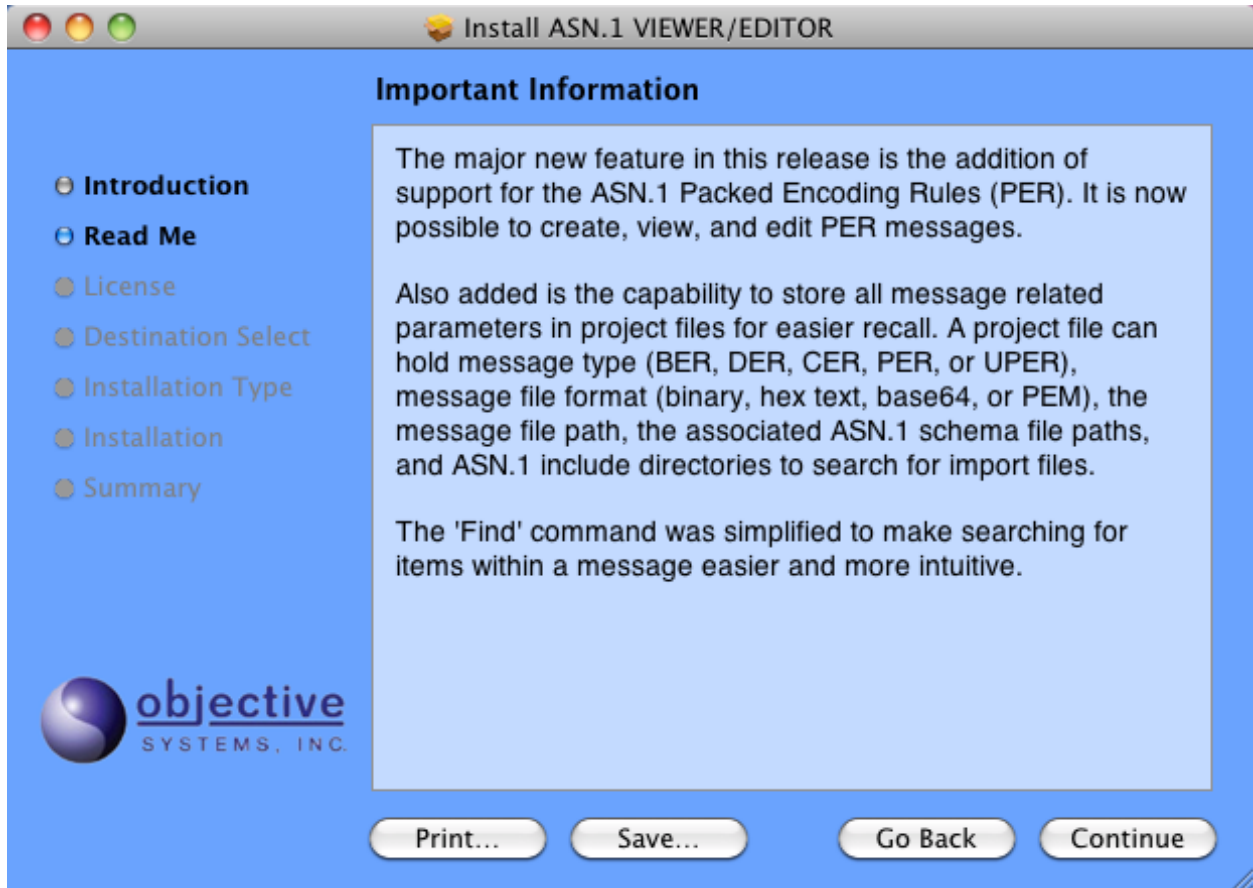 Install ASN.1 VIEWER/EDITOR
Important Information
Introduction
Read Me
License
Destination Select
Installation Type
Installation
Summary
The major new feature in this release is the addition of
support for the ASN.1 Packed Encoding Rules (PER). It is now
possible to create, view, and edit PER messages.
Also added is the capability to store all message related
parameters in project files for easier recall. A project file can
hold message type (BER, DER, CER, PER, or UPER),
message file format (binary, hex text, base64, or PEM), the
message file path, the associated ASN.1 schema file paths,
and ASN.1 include directories to search for import files.
The 'Find' command was simplified to make searching for
items within a message easier and more intuitive.
objective
SYSTEMS, INC.
Print...
Save...
Go Back
Continue